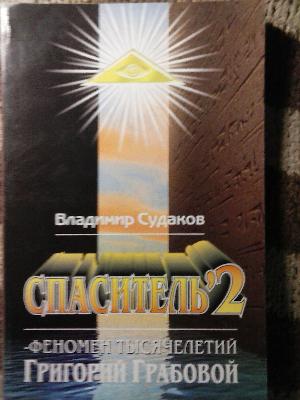 Владимир Судаков
СПАСИТЕЛЬ'2
-ФЕНОМЕН ТЫСЯЧЕЛЕТИЙ
ГРИГОРИЙ ГРАБОВОЙ